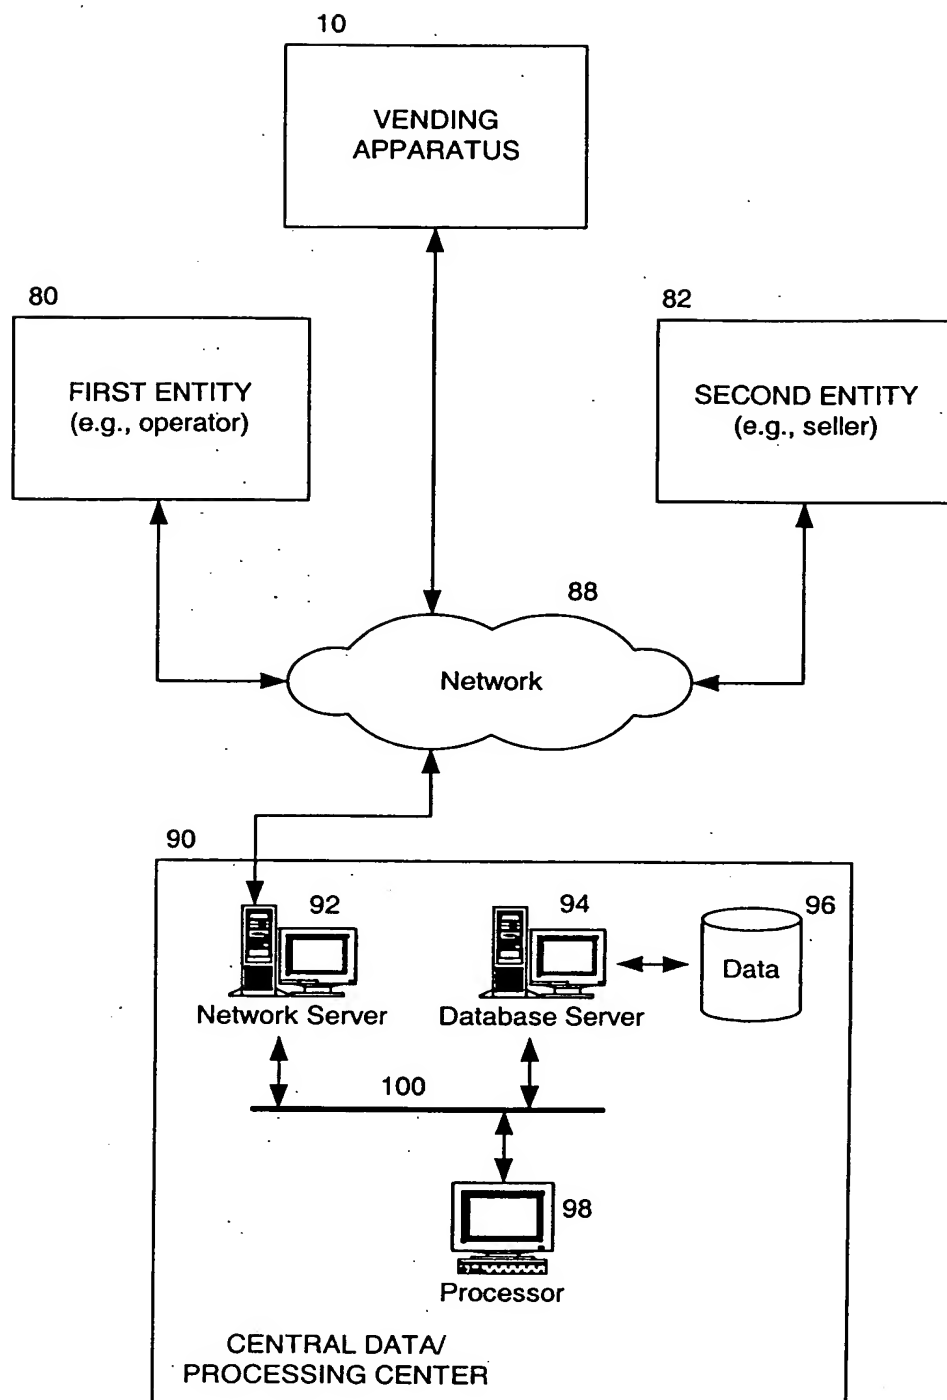 10
VENDING
APPARATUS
80
FIRST ENTITY
(e.g., operator)
82
SECOND ENTITY
(e.g., seller)
88
Network
90
92
Network Server
94
Database Server
96
Data
100
98
Processor
CENTRAL DATA/
PROCESSING CENTER